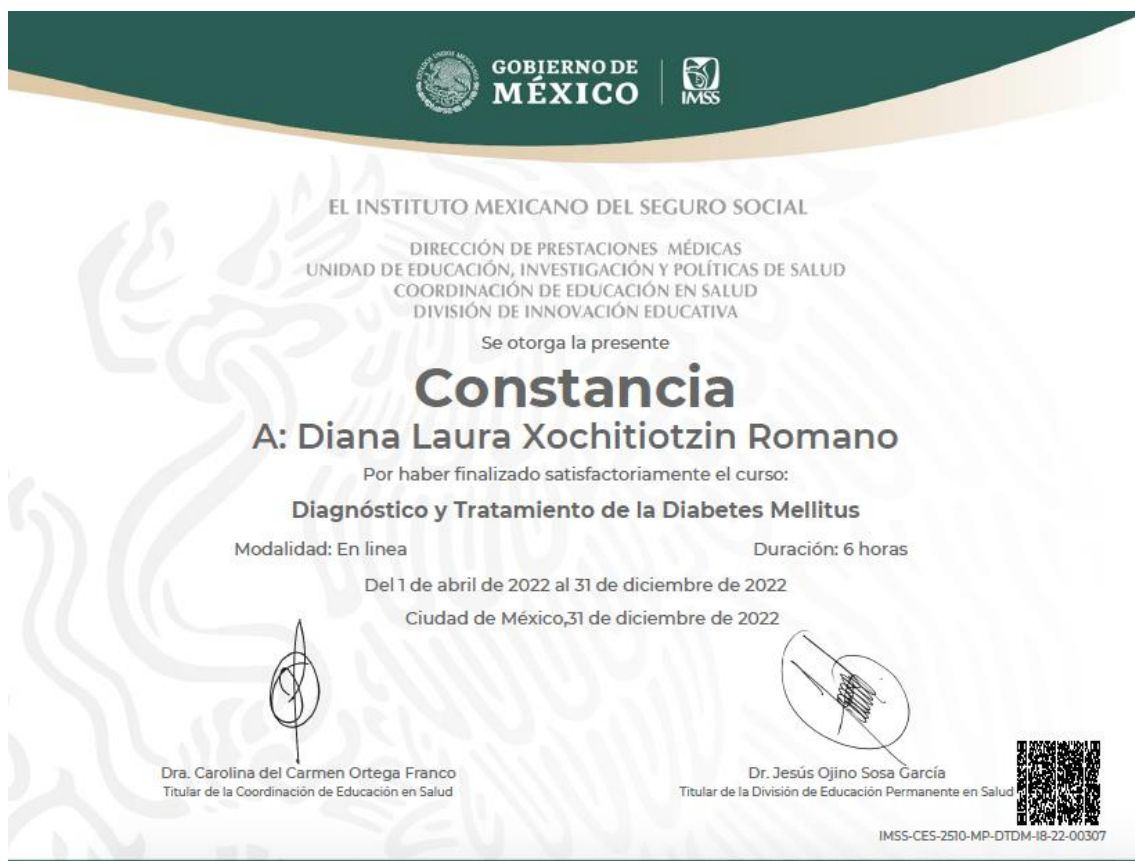 GOBIERNO DE
MÉXICO
IMSS
EL INSTITUTO MEXICANO DEL SEGURO SOCIAL
DIRECCIÓN DE PRESTACIONES MÉDICAS
UNIDAD DE EDUCACIÓN, INVESTIGACIÓN Y POLÍTICAS DE SALUD
COORDINACIÓN DE EDUCACIÓN EN SALUD
DIVISIÓN DE INNOVACIÓN EDUCATIVA
Se otorga la presente
Constancia
A: Diana Laura Xochitiotzin Romano
Por haber finalizado satisfactoriamente el curso:
Diagnóstico y Tratamiento de la Diabetes Mellitus
Modalidad: En linea
Duración: 6 horas
Del 1 de abril de 2022 al 31 de diciembre de 2022
Ciudad de México,31 de diciembre de 2022
Dra. Carolina del Carmen Ortega Franco
Titular de la Coordinación de Educación en Salud
Dr. Jesús Ojino Sosa García
Titular de la División de Educación Permanente en Salud
IMSS-CES-2510-MP-DTDM-I8-22-00307